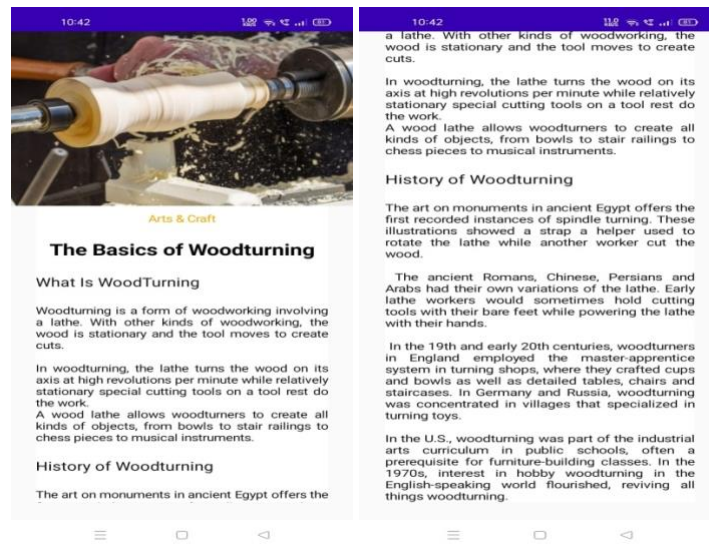 10:42
Arts & Craft
The Basics of Woodturning
What Is WoodTurning
Woodturning is a form of woodworking involving
a lathe. With other kinds of woodworking, the
wood is stationary and the tool moves to create
cuts.
In woodturning, the lathe turns the wood on its
axis at high revolutions per minute while relatively
stationary special cutting tools on a tool rest do
the work.
A wood lathe allows woodturners to create all
kinds of objects, from bowls to stair railings to
chess pieces to musical instruments.
History of Woodturning
The art on monuments in ancient Egypt offers the
10:42
a lathe. With other kinds of woodworking, the
wood is stationary and the tool moves to create
cuts.
In woodturning, the lathe turns the wood on its
axis at high revolutions per minute while relatively
stationary special cutting tools on a tool rest do
the work.
A wood lathe allows woodturners to create all
kinds of objects, from bowls to stair railings to
chess pieces to musical instruments.
History of Woodturning
The art on monuments in ancient Egypt offers the
first recorded instances of spindle turning. These
illustrations showed a strap a helper used to
rotate the lathe while another worker cut the
wood.
The ancient Romans, Chinese, Persians and
Arabs had their own variations of the lathe. Early
lathe workers would sometimes hold cutting
tools with their bare feet while powering the lathe
with their hands.
In the 19th and early 20th centuries, woodturners
in England employed the master-apprentice
system in turning shops, where they crafted cups
and bowls as well as detailed tables, chairs and
staircases. In Germany and Russia, woodturning
was concentrated in villages that specialized in
turning toys.
In the U.S., woodturning was part of the industrial
arts curriculum in public schools, often a
prerequisite for furniture-building classes. In the
1970s, interest in hobby woodturning in the
English-speaking world flourished, reviving all
things woodturning.